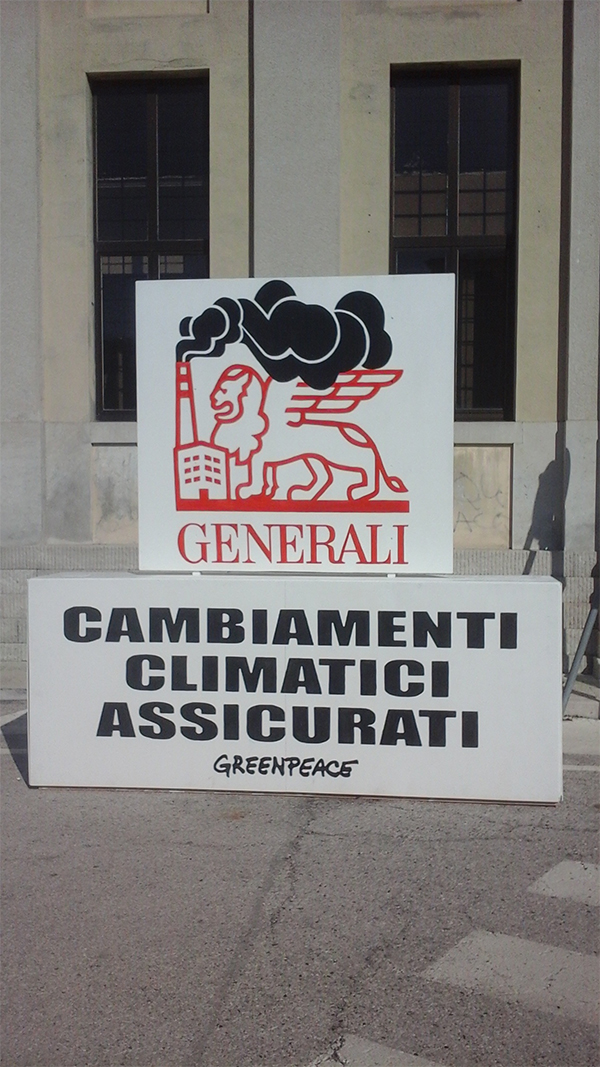 GENERALI
CAMBIAMENTI
CLIMATICI
ASSICURATI
GREENPEACE